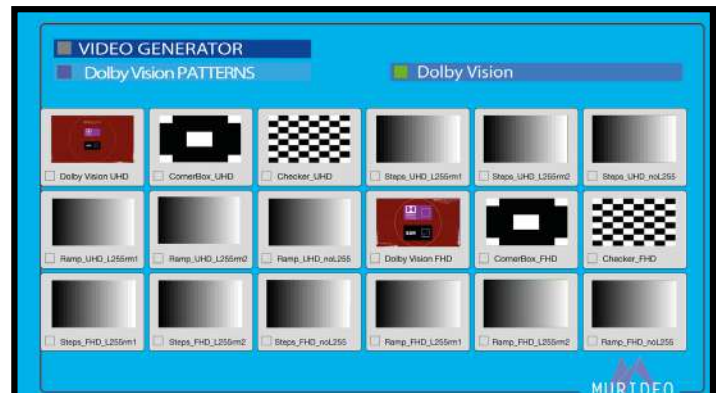 VIDEO GENERATOR
Dolby Vision PATTERNS
Dolby Vision
Dolby Vision UHD
CornerBox_UHD
Checker_UHD
Steps_UHD_L255rm1
Steps_UHD_L255rm2
Steps_UHD_noL255
Ramp_UHD_L255rm1
Ramp_UHD_L255rm2
Ramp_UHD_noL255
Dolby Vision FHD
CornerBox_FHD
Checker_FHD
Steps_FHD_L255rm1
Steps_FHD_L255rm2
Steps_FHD_noL255
Ramp_FHD_L255rm1
Ramp_FHD_L255rm2
Ramp_FHD_noL255
MURIDEO